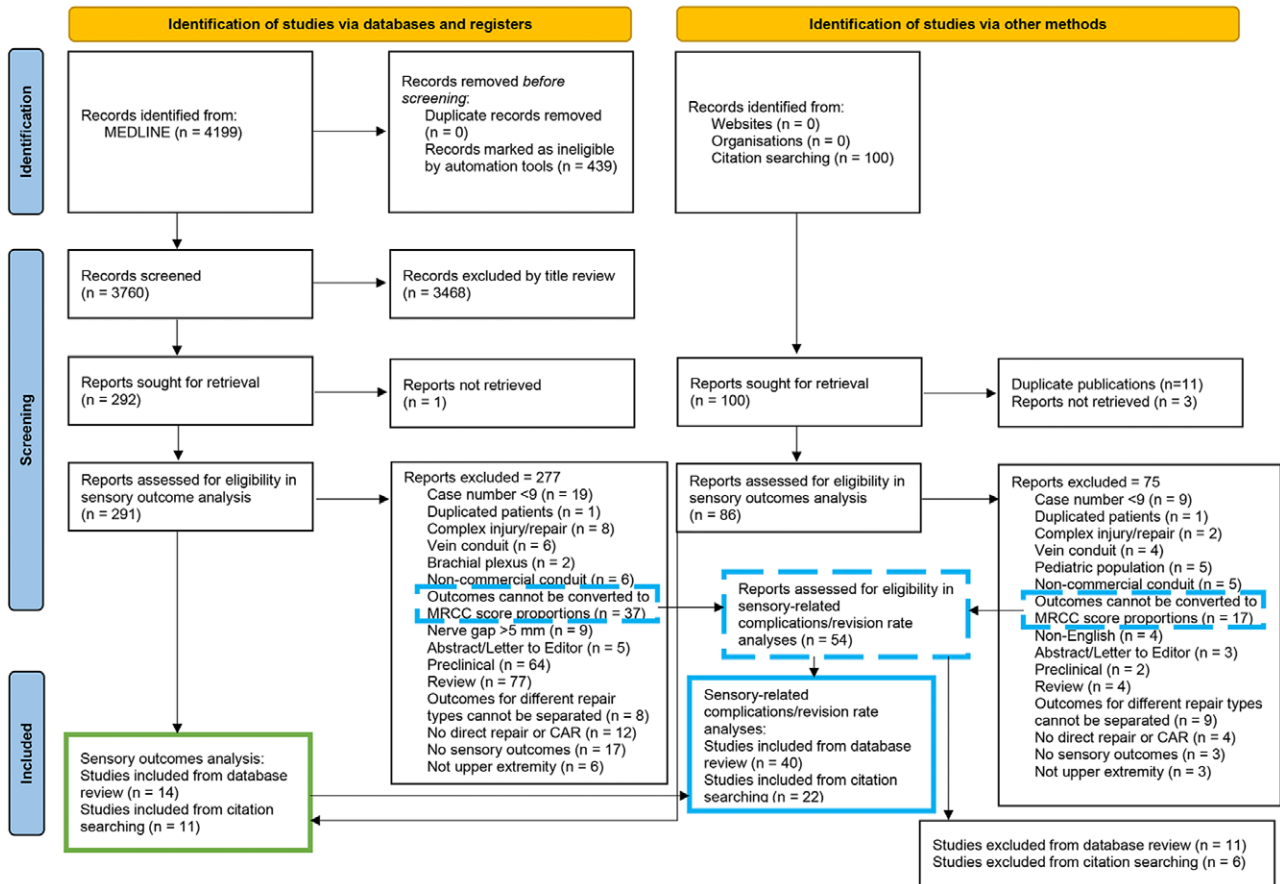 Identification of studies via databases and registers
Identification of studies via other methods
Identification
Records identified from:
MEDLINE (n = 4199)
Records removed before
screening:
Duplicate records removed
(n = 0)
Records marked as ineligible
by automation tools (n = 439)
Records identified from:
Websites (n = 0)
Organisations (n = 0)
Citation searching (n = 100)
Screening
Records screened
(n = 3760)
Records excluded by title review
(n = 3468)
Reports sought for retrieval
(n = 292)
Reports not retrieved
(n = 1)
Reports sought for retrieval
(n = 100)
Duplicate publications (n=11)
Reports not retrieved (n = 3)
Reports assessed for eligibility in
sensory outcome analysis
(n = 291)
Reports excluded = 277
Case number <9 (n = 19)
Duplicated patients (n = 1)
Complex injury/repair (n = 8)
Vein conduit (n = 6)
Brachial plexus (n = 2)
Non-commercial conduit (n = 6)
Outcomes cannot be converted to
MRCC score proportions (n = 37)
Nerve gap >5 mm (n = 9)
Abstract/Letter to Editor (n = 5)
Preclinical (n = 64)
Review (n = 77)
Outcomes for different repair
types cannot be separated (n = 8)
No direct repair or CAR (n = 12)
No sensory outcomes (n = 17)
Not upper extremity (n = 6)
Reports assessed for eligibility in
sensory outcomes analysis
(n = 86)
Reports excluded = 75
Case number <9 (n = 9)
Duplicated patients (n = 1)
Complex injury/repair (n = 2)
Vein conduit (n = 4)
Pediatric population (n = 5)
Non-commercial conduit (n = 5)
Outcomes cannot be converted to
MRCC score proportions (n = 17)
Non-English (n = 4)
Abstract/Letter to Editor (n = 3)
Preclinical (n = 2)
Review (n = 4)
Outcomes for different repair types
cannot be separated (n = 9)
No direct repair or CAR (n = 4)
No sensory outcomes (n = 3)
Not upper extremity (n = 3)
Reports assessed for eligibility in
sensory-related
complications/revision rate
analyses (n = 54)
Included
Sensory outcomes analysis:
Studies included from database
review (n = 14)
Studies included from citation
searching (n = 11)
Sensory-related
complications/revision rate
analyses:
Studies included from database
review (n = 40)
Studies included from citation
searching (n = 22)
Studies excluded from database review (n = 11)
Studies excluded from citation searching (n = 6)